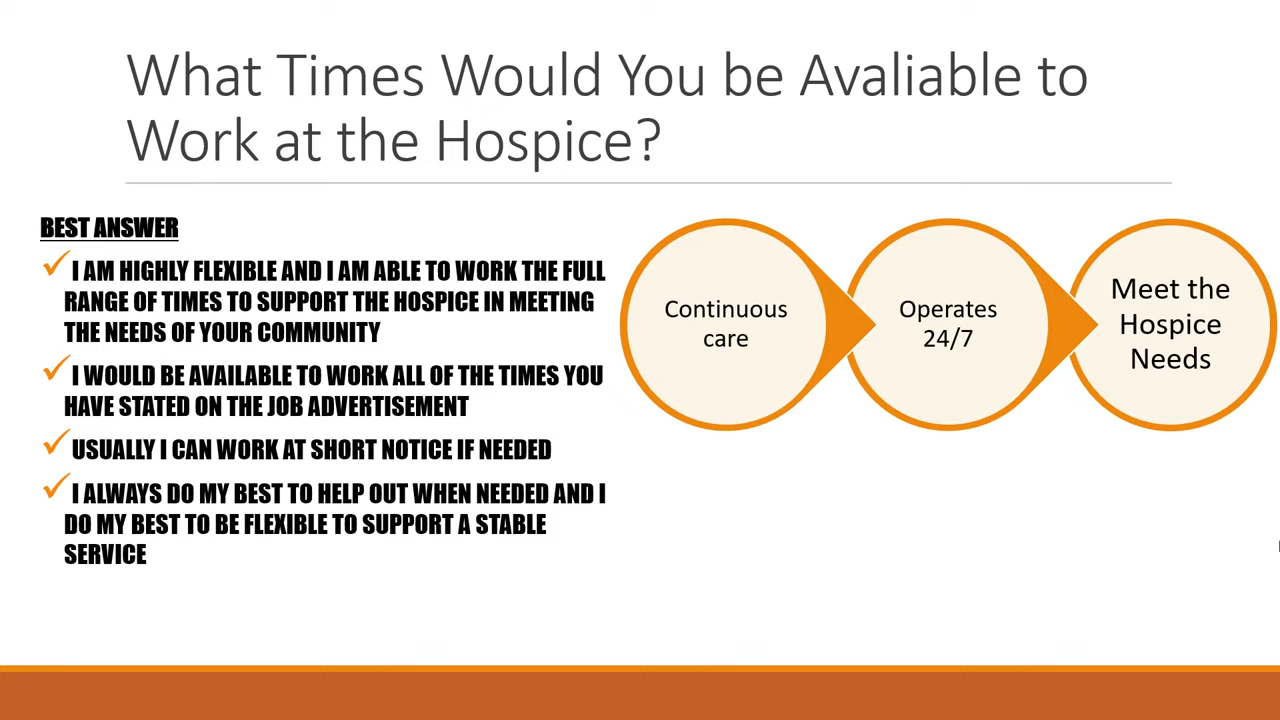 What Times Would You be Avaliable to
Work at the Hospice?
BEST ANSWER
✓I AM HIGHLY FLEXIBLE AND I AM ABLE TO WORK THE FULL
RANGE OF TIMES TO SUPPORT THE HOSPICE IN MEETING
THE NEEDS OF YOUR COMMUNITY
✓I WOULD BE AVAILABLE TO WORK ALL OF THE TIMES YOU
HAVE STATED ON THE JOB ADVERTISEMENT
✓USUALLY I CAN WORK AT SHORT NOTICE IF NEEDED
✓I ALWAYS DO MY BEST TO HELP OUT WHEN NEEDED AND I
DO MY BEST TO BE FLEXIBLE TO SUPPORT A STABLE
SERVICE
Continuous
care
Operates
24/7
Meet the
Hospice
Needs